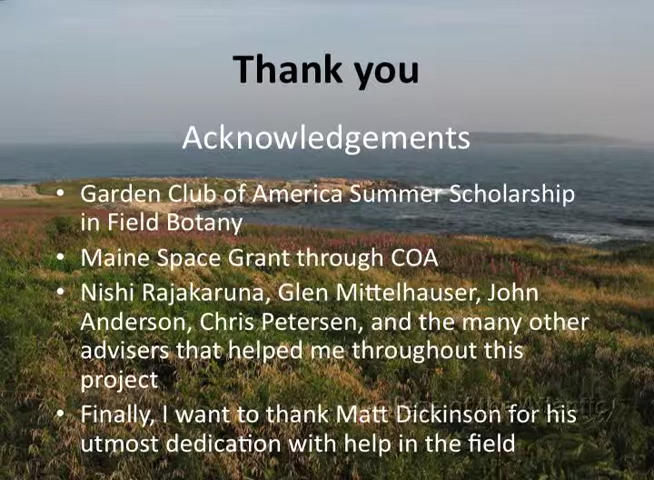 Thank you
Acknowledgements
• Garden Club of America Summer Scholarship
in Field Botany
• Maine Space Grant through COA
• Nishi Rajakaruna, Glen Mittelhauser, John
Anderson, Chris Petersen, and the many other
advisers that helped me throughout this
project
• Finally, I want to thank Matt Dickinson for his
utmost dedication with help in the field